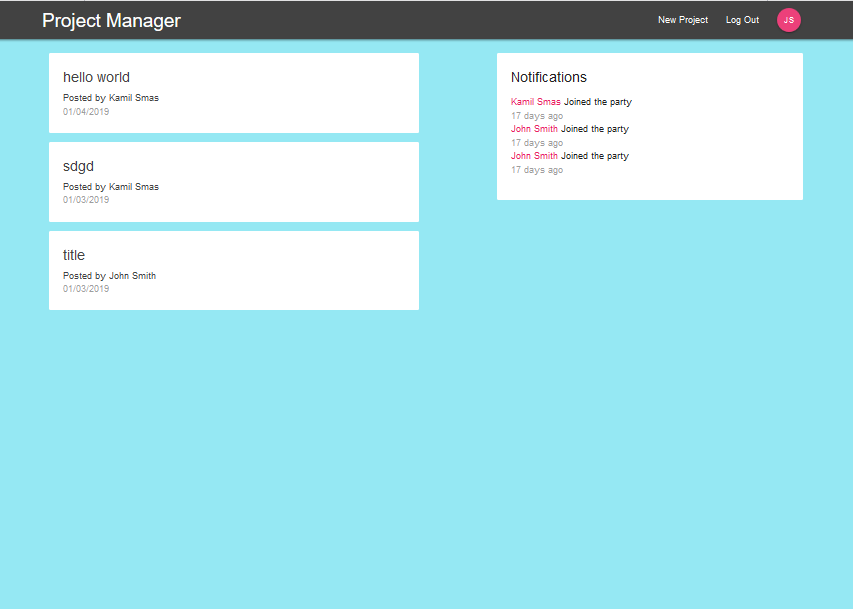 Project Manager
New Project
Log Out
JS
hello world
Posted by Kamil Smas
01/04/2019
sdgd
Posted by Kamil Smas
01/03/2019
title
Posted by John Smith
01/03/2019
Notifications
Kamil Smas Joined the party
17 days ago
John Smith Joined the party
17 days ago
John Smith Joined the party
17 days ago